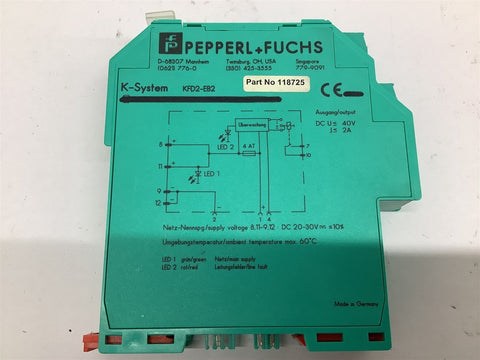 PEPPERL+FUCHS
D-68307 Mannheim Twinsburg, OH, USA Singapore
(0621) 776-0 (330) 425-3555 779-9091
Part No 118725
K-System KFD2-EB2
CE
Ausgang/output
DC U≤ 40V
I≤ 2A
Überwachung
LED 2
4 AT
8 +
7
10
11 +
LED 1
9 −
12 −
− +
2 1 4
Netz-Nennspg/supply voltage 8.11-9.12 DC 20-30V ≤10%
Umgebungstemperatur/ambient temperature max. 60°C
LED 1 grün/green Netz/main supply
LED 2 rot/red Leitungsfehler/line fault
Made in Germany